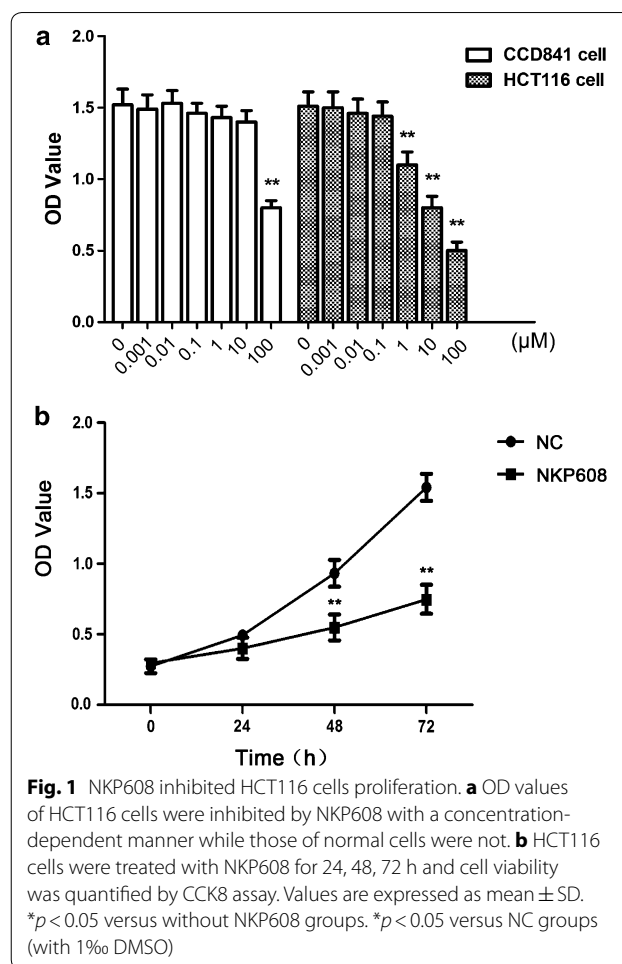 a
2.0
1.5
1.0
0.5
0.0
OD Value
CCD841 cell
HCT116 cell
**
** ** **
0 0.001 0.01 0.1 1 10 100 0 0.001 0.01 0.1 1 10 100 (μM)
b
2.0
1.5
1.0
0.5
0.0
OD Value
NC
NKP608
** **
0 24 48 72
Time（h）
Fig. 1 NKP608 inhibited HCT116 cells proliferation. a OD values
of HCT116 cells were inhibited by NKP608 with a concentration-
dependent manner while those of normal cells were not. b HCT116
cells were treated with NKP608 for 24, 48, 72 h and cell viability
was quantified by CCK8 assay. Values are expressed as mean ± SD.
*p < 0.05 versus without NKP608 groups. *p < 0.05 versus NC groups
(with 1‰ DMSO)